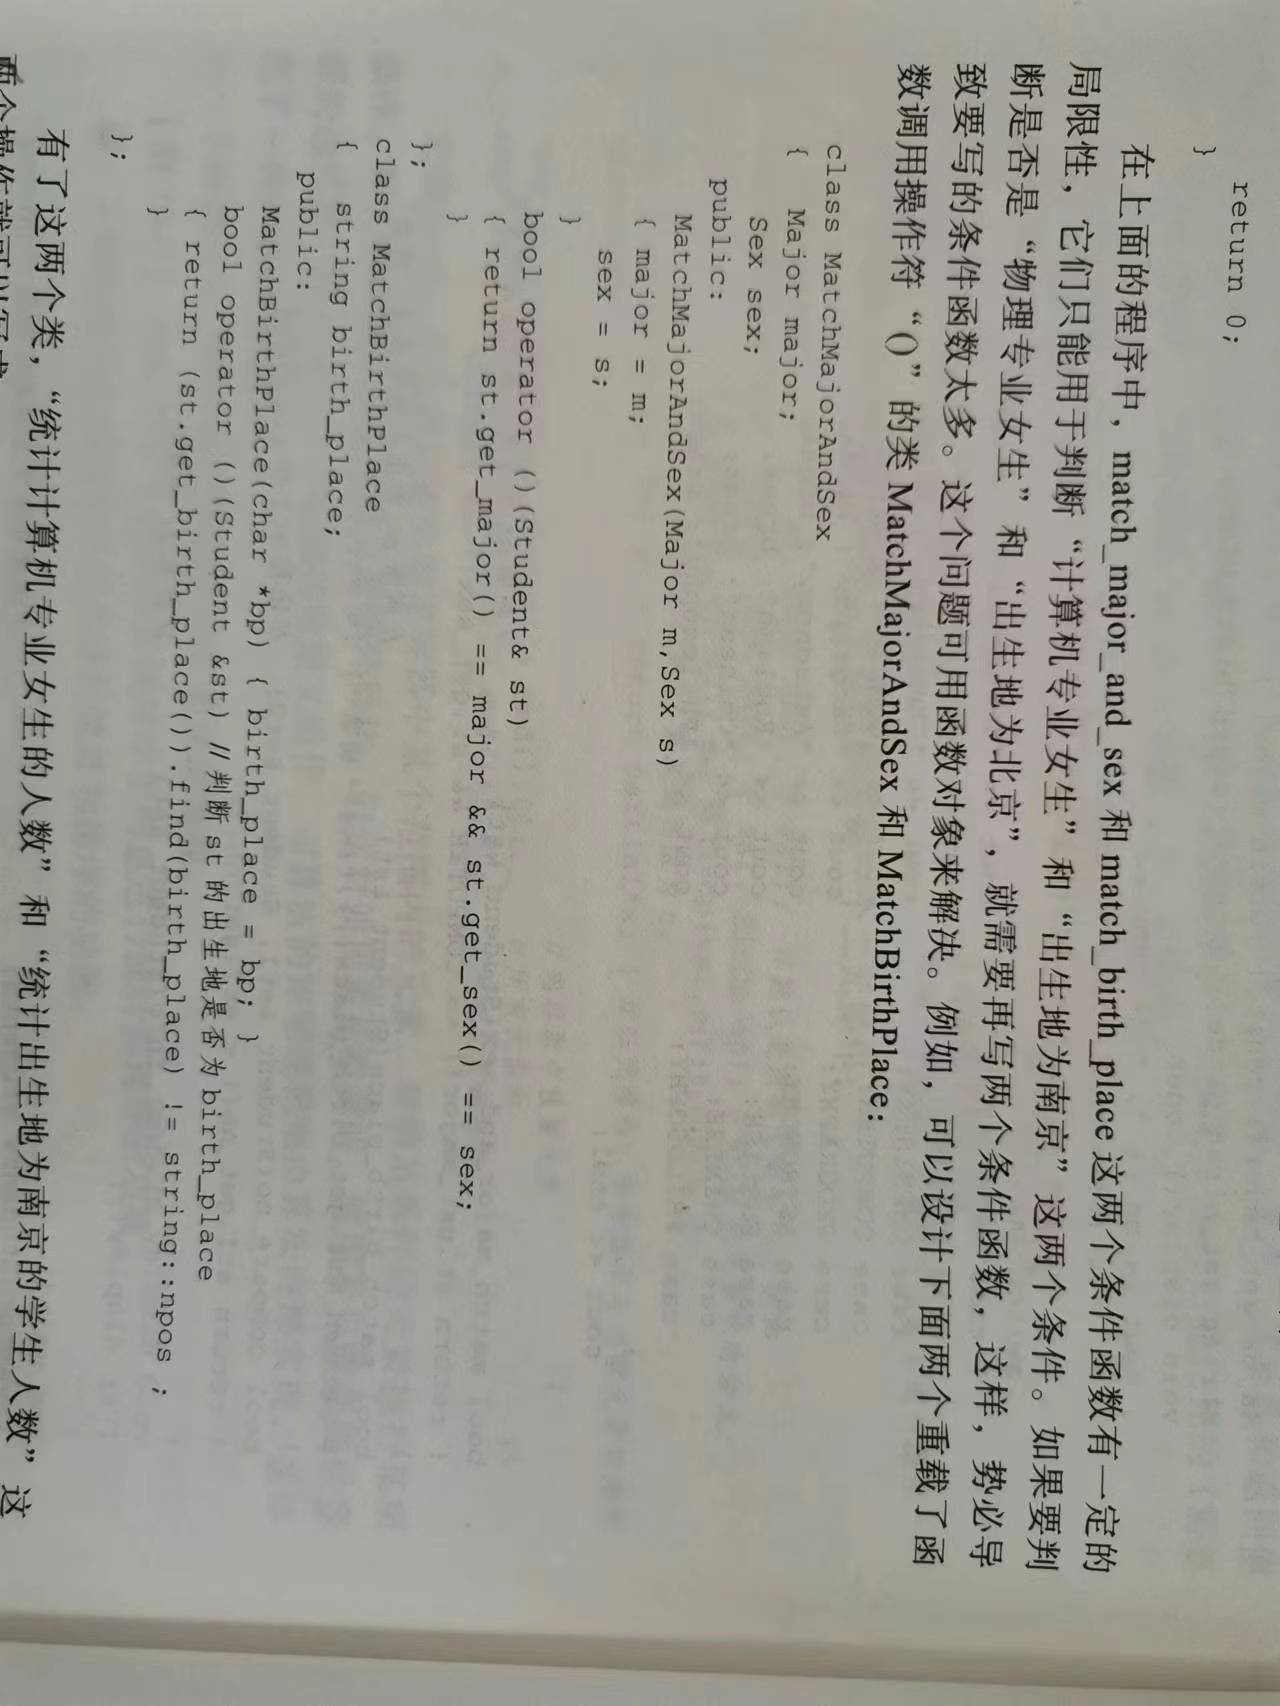 return 0;
}
在上面的程序中，match_major_and_sex 和 match_birth_place 这两个条件函数有一定的
局限性，它们只能用于判断“计算机专业女生”和“出生地为南京”这两个条件。如果要判
断是否是“物理专业女生”和“出生地为北京”，就需要再写两个条件函数，这样，势必导
致要写的条件函数太多。这个问题可用函数对象来解决。例如，可以设计下面两个重载了函
数调用操作符“()”的类 MatchMajorAndSex 和 MatchBirthPlace：
class MatchMajorAndSex
{ Major major;
Sex sex;
public:
MatchMajorAndSex(Major m,Sex s)
{ major = m;
sex = s;
}
bool operator ()(Student& st)
{ return st.get_major() == major && st.get_sex() == sex;
}
};
class MatchBirthPlace
{ string birth_place;
public:
MatchBirthPlace(char *bp) { birth_place = bp; }
bool operator ()(Student &st) //判断 st 的出生地是否为 birth_place
{ return (st.get_birth_place()).find(birth_place) != string::npos ;
}
};
有了这两个类，“统计计算机专业女生的人数”和“统计出生地为南京的学生人数”这
两个操作就可以写成